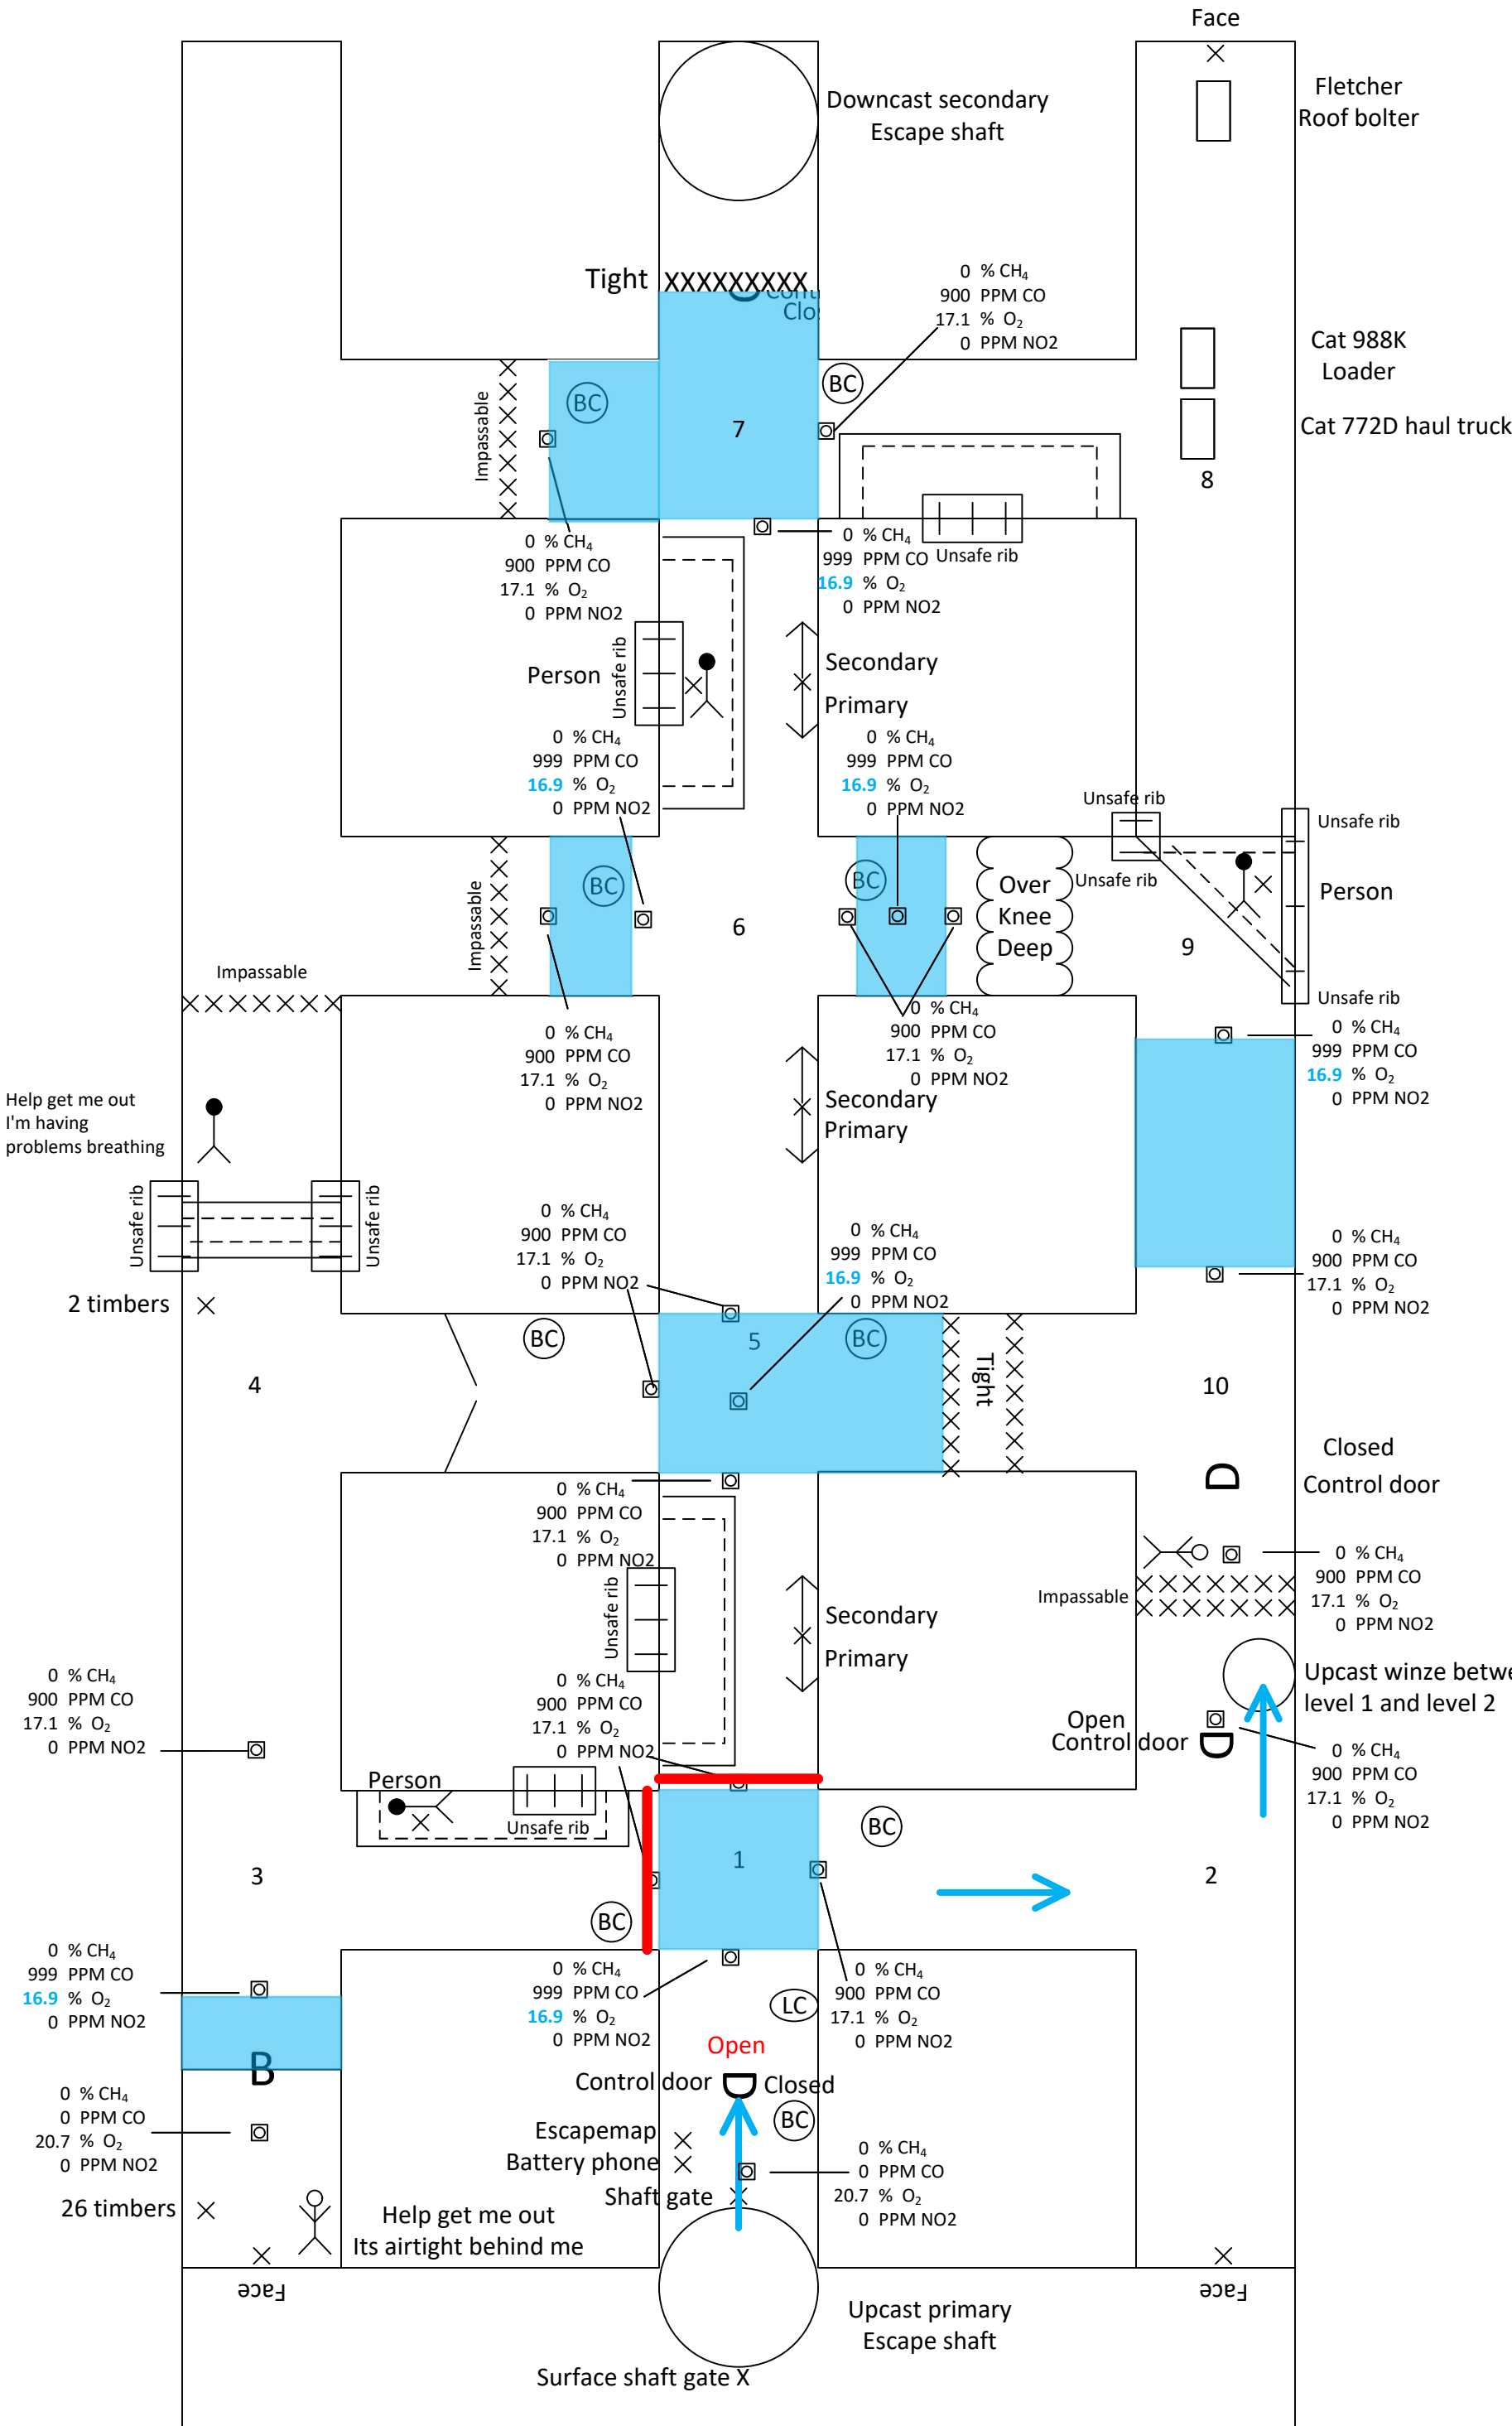 Face
Fletcher
Roof bolter
Downcast secondary
Escape shaft
Tight
XXXXXXXXX
0 % CH₄
900 PPM CO
17.1 % O₂
0 PPM NO2
Cat 988K
Loader
Cat 772D haul truck
BC
BC
7
8
Impassable
0 % CH₄
900 PPM CO
17.1 % O₂
0 PPM NO2
0 % CH₄
999 PPM CO
16.9 % O₂
0 PPM NO2
Unsafe rib
Person
Unsafe rib
Secondary
Primary
0 % CH₄
999 PPM CO
16.9 % O₂
0 PPM NO2
0 % CH₄
999 PPM CO
16.9 % O₂
0 PPM NO2
Unsafe rib
Unsafe rib
Unsafe rib
Person
Unsafe rib
BC
BC
Over
Knee
Deep
6
9
Impassable
Impassable
0 % CH₄
900 PPM CO
17.1 % O₂
0 PPM NO2
0 % CH₄
900 PPM CO
17.1 % O₂
0 PPM NO2
0 % CH₄
999 PPM CO
16.9 % O₂
0 PPM NO2
Help get me out
I'm having
problems breathing
Secondary
Primary
Unsafe rib
Unsafe rib
0 % CH₄
900 PPM CO
17.1 % O₂
0 PPM NO2
0 % CH₄
999 PPM CO
16.9 % O₂
0 PPM NO2
0 % CH₄
900 PPM CO
17.1 % O₂
0 PPM NO2
2 timbers
BC
5
BC
Tight
4
10
Closed
Control door
D
0 % CH₄
900 PPM CO
17.1 % O₂
0 PPM NO2
Unsafe rib
Secondary
Primary
Impassable
0 % CH₄
900 PPM CO
17.1 % O₂
0 PPM NO2
0 % CH₄
900 PPM CO
17.1 % O₂
0 PPM NO2
0 % CH₄
900 PPM CO
17.1 % O₂
0 PPM NO2
Upcast winze betwe
level 1 and level 2
Open
Control door
D
0 % CH₄
900 PPM CO
17.1 % O₂
0 PPM NO2
Person
Unsafe rib
BC
3
1
2
BC
0 % CH₄
999 PPM CO
16.9 % O₂
0 PPM NO2
0 % CH₄
999 PPM CO
16.9 % O₂
0 PPM NO2
0 % CH₄
900 PPM CO
17.1 % O₂
0 PPM NO2
LC
B
Open
Control door D Closed
BC
0 % CH₄
0 PPM CO
20.7 % O₂
0 PPM NO2
Escapemap
Battery phone
Shaft gate
0 % CH₄
0 PPM CO
20.7 % O₂
0 PPM NO2
26 timbers
Help get me out
Its airtight behind me
Face
Face
Upcast primary
Escape shaft
Surface shaft gate X